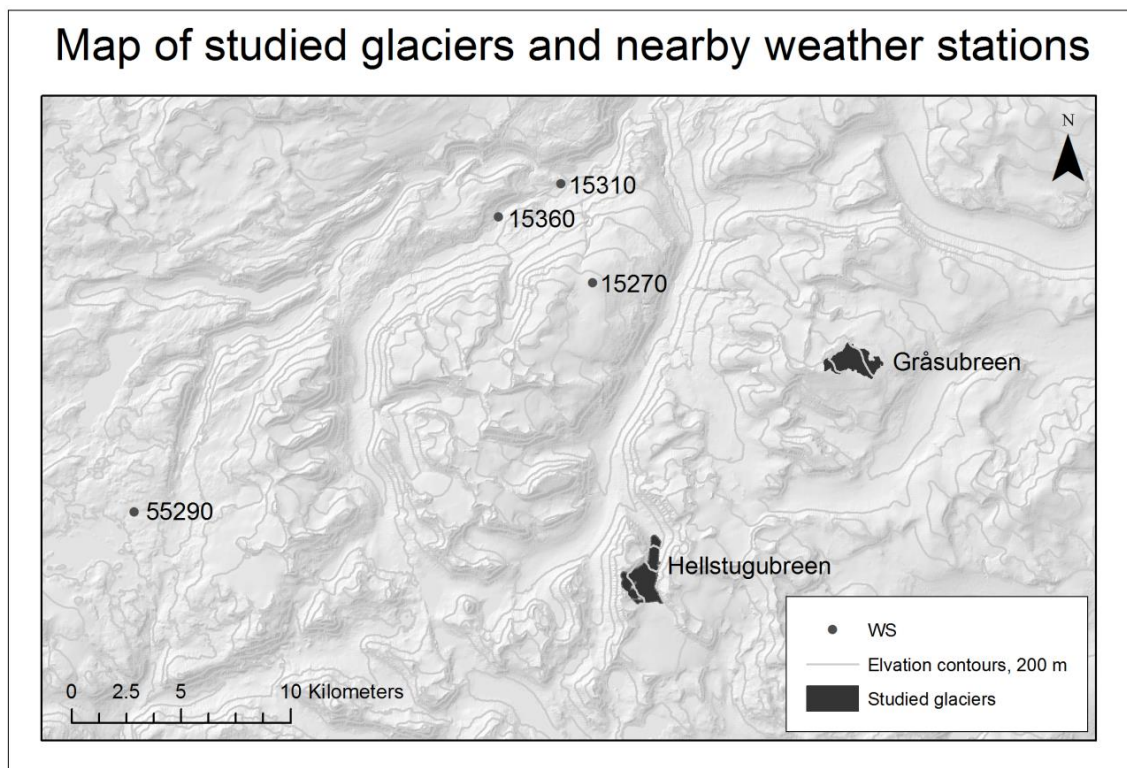 Map of studied glaciers and nearby weather stations
N
15310
15360
15270
Gråsubreen
55290
Hellstugubreen
WS
Elvation contours, 200 m
Studied glaciers
0 2.5 5 10 Kilometers